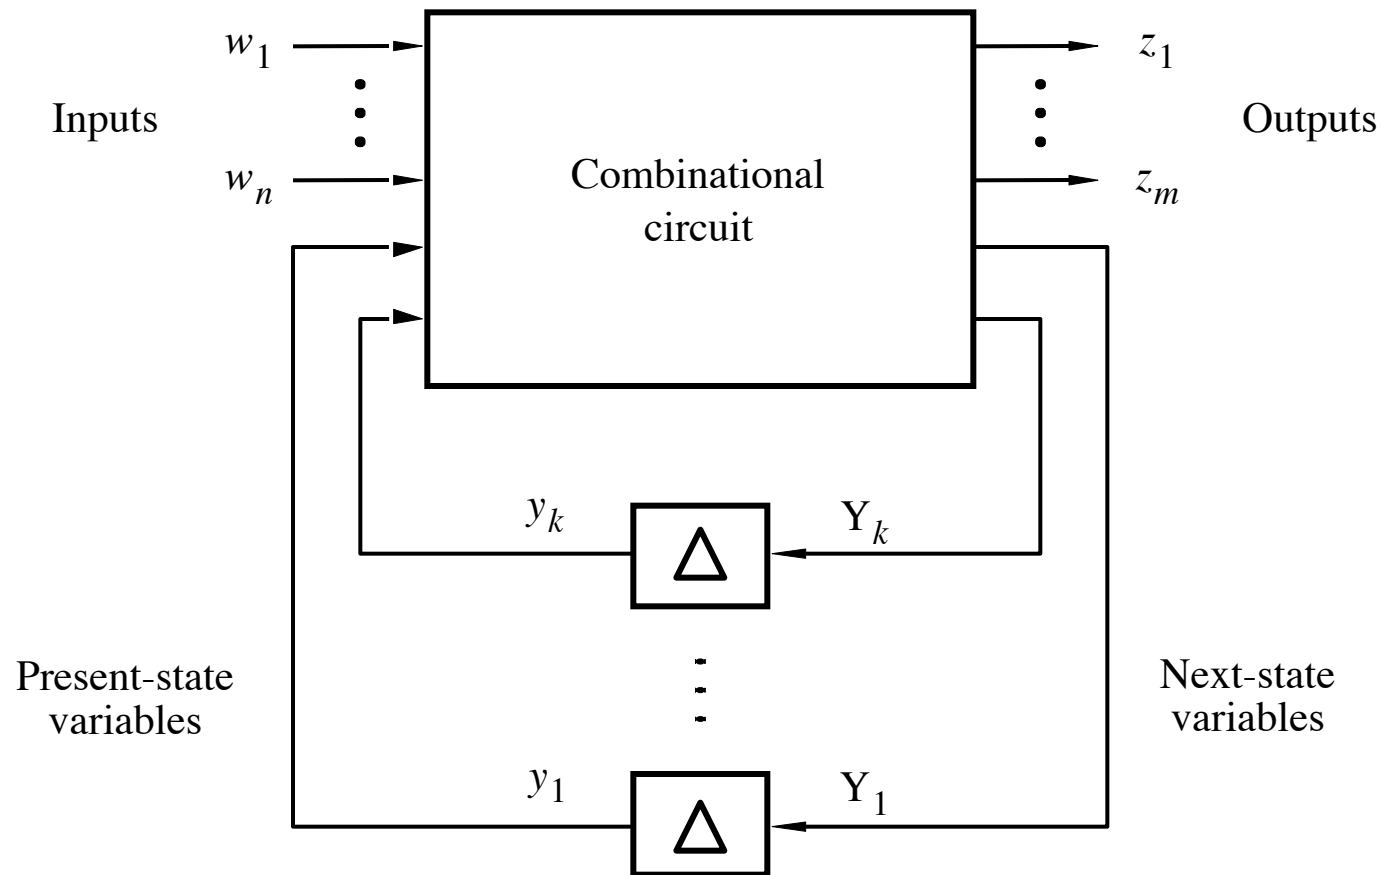 w1
z1
Inputs
Outputs
wn
zm
Combinational
circuit
yk
Yk
Δ
Present-state
variables
Next-state
variables
y1
Y1
Δ